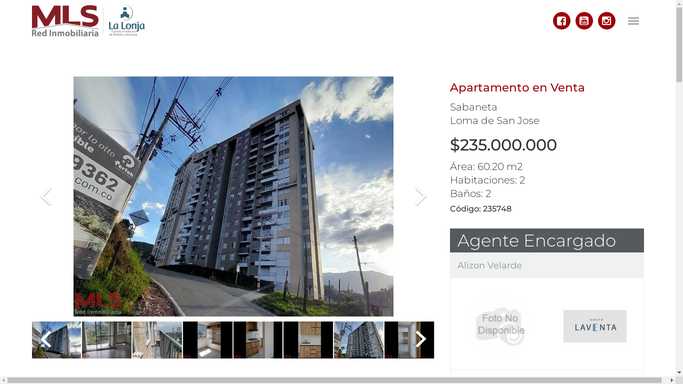 MLS
Red Inmobiliaria
La Lonja
Apartamento en Venta
Sabaneta
Loma de San Jose
$235.000.000
Área: 60.20 m2
Habitaciones: 2
Baños: 2
Código: 235748
9362
.com.co
MLS
Red Inmobiliaria
Agente Encargado
Alizon Velarde
Foto No
Disponible
LAVENTA